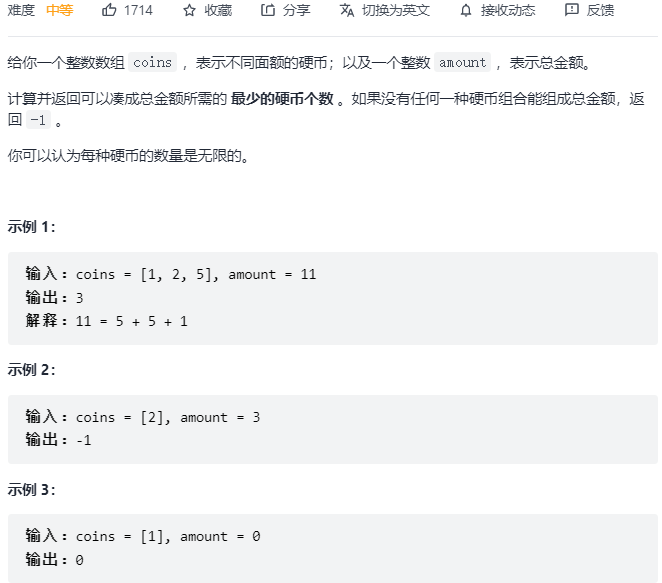 难度 中等 1714 收藏 分享 切换为英文 接收动态 反馈
给你一个整数数组 coins ，表示不同面额的硬币；以及一个整数 amount ，表示总金额。
计算并返回可以凑成总金额所需的 最少的硬币个数 。如果没有任何一种硬币组合能组成总金额，返
回 -1 。
你可以认为每种硬币的数量是无限的。
示例 1：
输入：coins = [1, 2, 5], amount = 11
输出：3
解释：11 = 5 + 5 + 1
示例 2：
输入：coins = [2], amount = 3
输出：-1
示例 3：
输入：coins = [1], amount = 0
输出：0